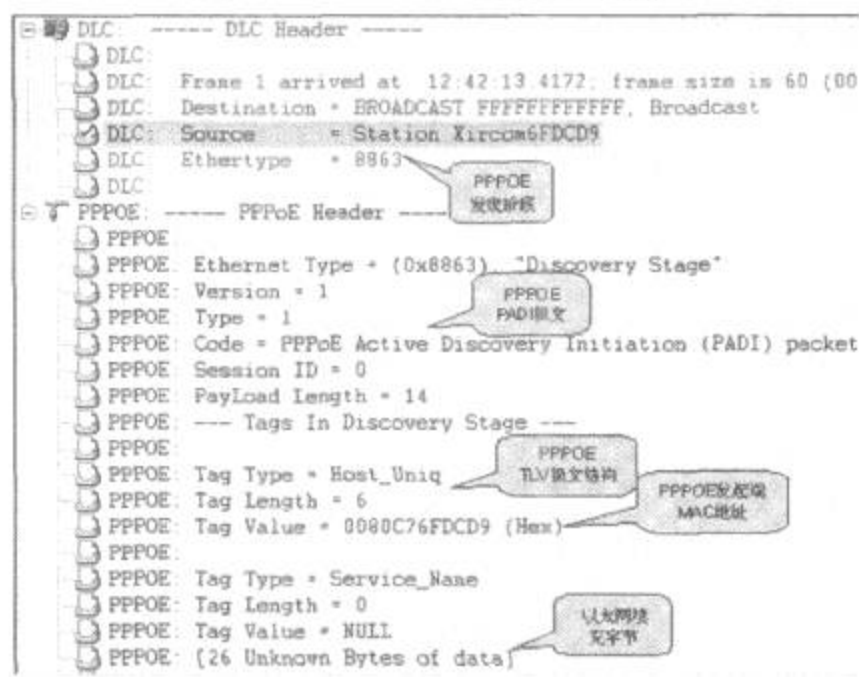 DLC: ----- DLC Header -----
DLC:
DLC: Frame 1 arrived at 12:42:13.4172; frame size is 60 (00
DLC: Destination = BROADCAST FFFFFFFFFFFF, Broadcast
DLC: Source = Station Xircom6FDCD9
DLC: Ethertype = 8863
DLC:
PPPOE
发现阶段
PPPOE: ----- PPPoE Header -----
PPPOE:
PPPOE: Ethernet Type = (0x8863), "Discovery Stage"
PPPOE: Version = 1
PPPOE: Type = 1
PPPOE
PADI报文
PPPOE: Code = PPPoE Active Discovery Initiation (PADI) packet
PPPOE: Session ID = 0
PPPOE: PayLoad Length = 14
PPPOE: --- Tags In Discovery Stage ---
PPPOE:
PPPOE
TLV报文结构
PPPOE: Tag Type = Host_Uniq
PPPOE: Tag Length = 6
PPPOE: Tag Value = 0080C76FDCD9 (Hex)
PPPOE发起端
MAC地址
PPPOE:
PPPOE: Tag Type = Service_Name
PPPOE: Tag Length = 0
PPPOE: Tag Value = NULL
以太网填
充字节
PPPOE: [26 Unknown Bytes of data]